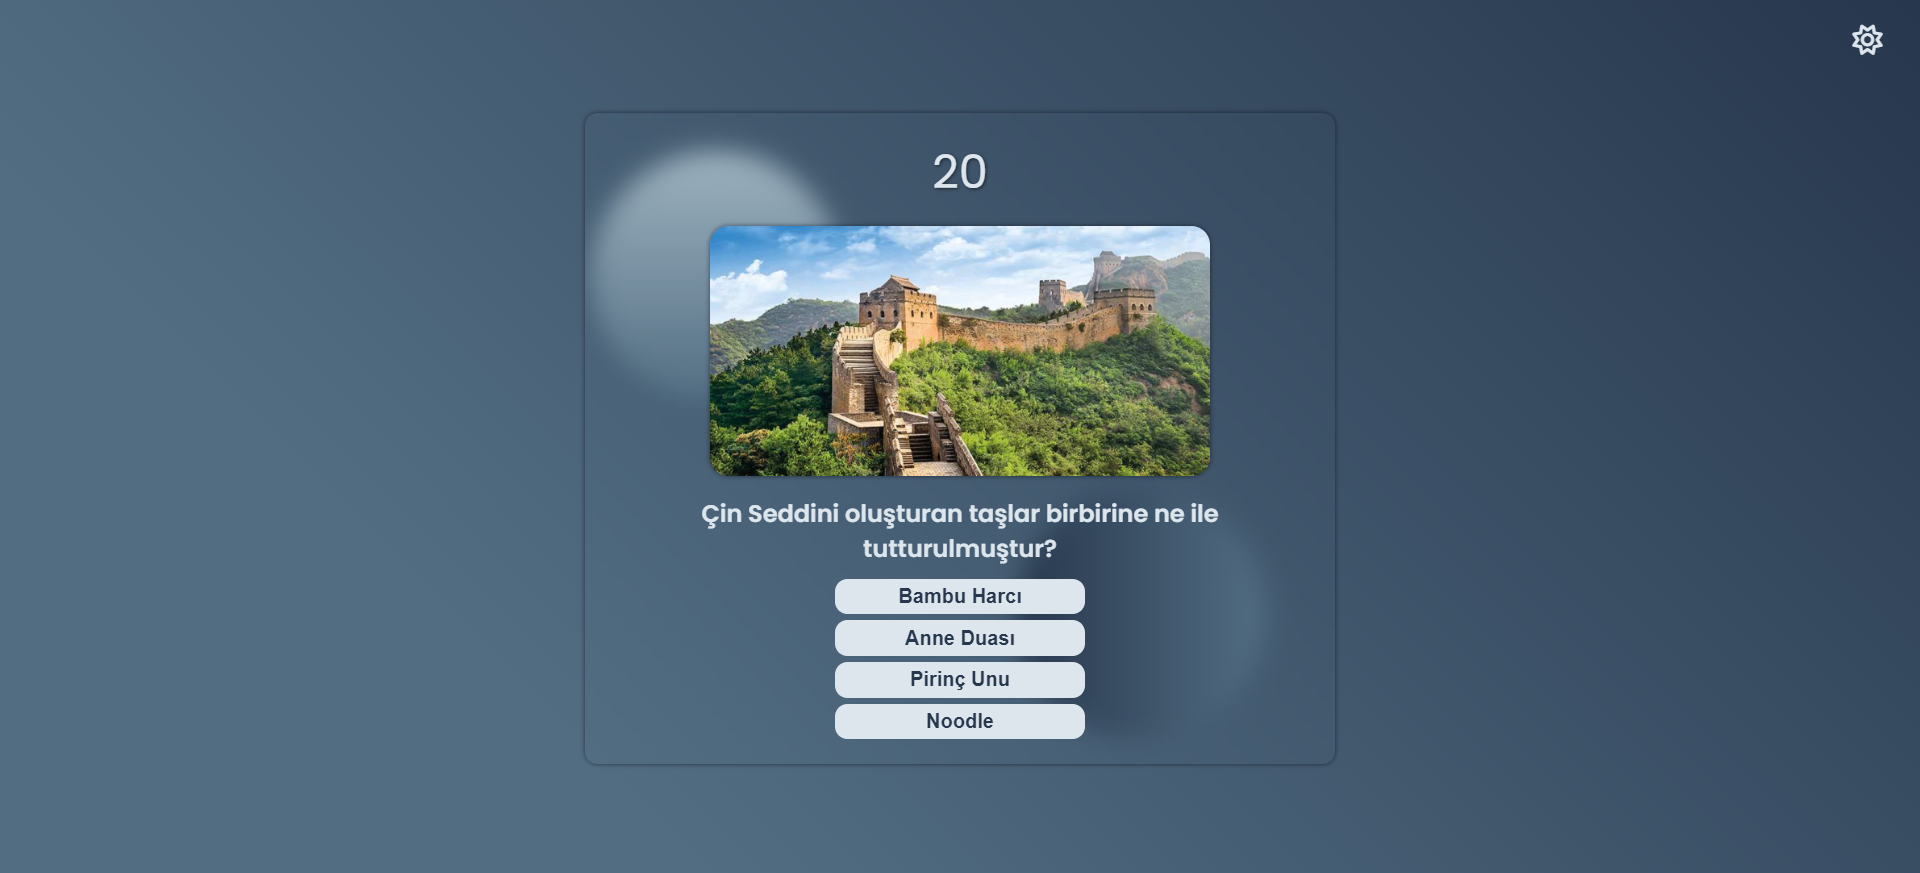 20
Çin Seddini oluşturan taşlar birbirine ne ile
tutturulmuştur?
Bambu Harcı
Anne Duası
Pirinç Unu
Noodle